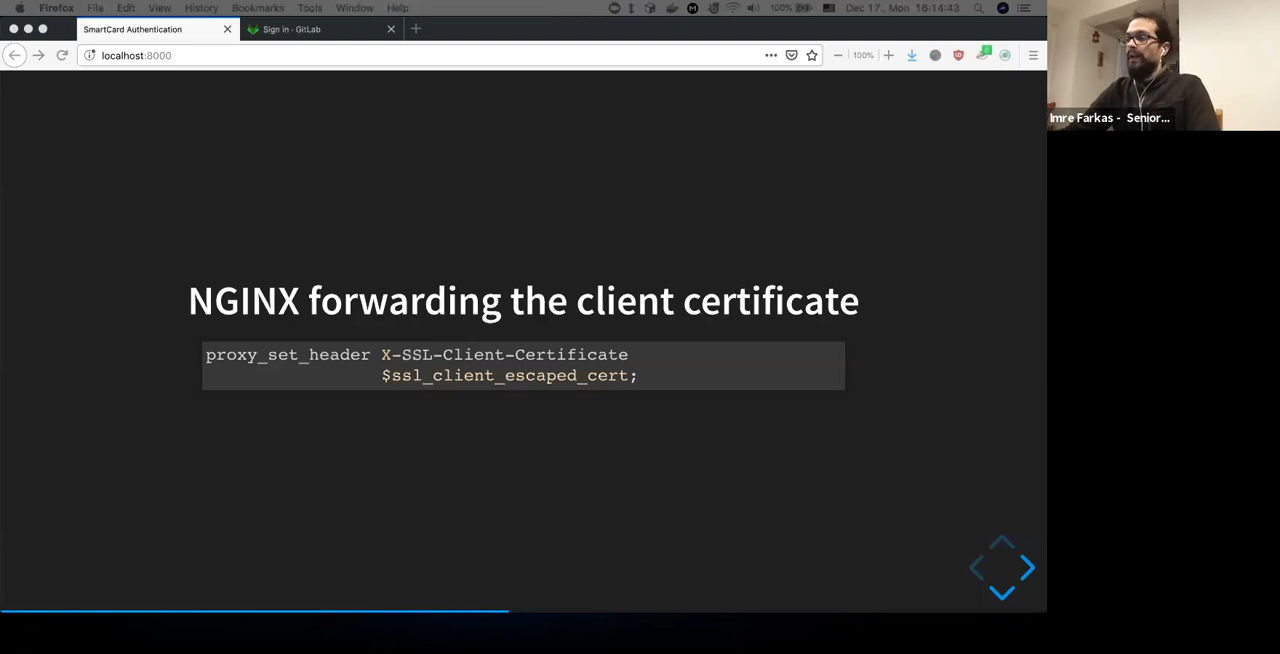 Firefox File Edit View History Bookmarks Tools Window Help 100% Dec 17., Mon 16:14:43
SmartCard Authentication Sign in · GitLab
localhost:8000 100%
Imre Farkas - Senior...
NGINX forwarding the client certificate
proxy_set_header X-SSL-Client-Certificate
$ssl_client_escaped_cert;